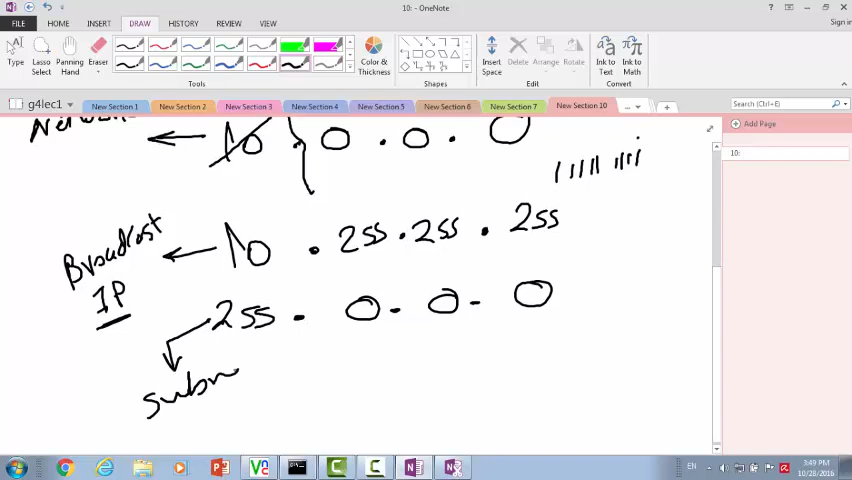 10: - OneNote
FILE HOME INSERT DRAW HISTORY REVIEW VIEW
Sign in
Type Lasso Select Panning Hand Eraser Color & Thickness Insert Space Delete Arrange Rotate Ink to Text Ink to Math
Tools Shapes Edit Convert
g4lec1 New Section 1 New Section 2 New Section 3 New Section 4 New Section 5 New Section 6 New Section 7 New Section 10 ... Search (Ctrl+E)
Add Page
10:
Network
10 . 0 . 0 . 0
11111 1111
Broadcast IP
10 . 255 . 255 . 255
255 . 0 . 0 . 0
subn
EN 3:49 PM
10/28/2016